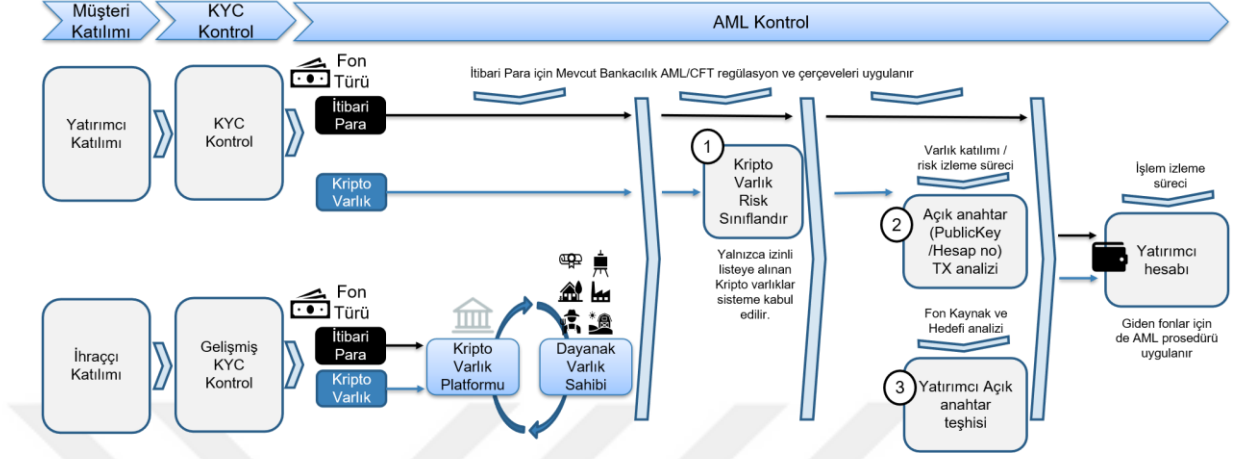 Müşteri
Katılımı
KYC
Kontrol
AML Kontrol
Fon
Türü
İtibari Para için Mevcut Bankacılık AML/CFT regülasyon ve çerçeveleri uygulanır
Yatırımcı
Katılımı
KYC
Kontrol
İtibari
Para
Kripto
Varlık
1
Kripto
Varlık
Risk
Sınıflandır
Yalnızca izinli
listeye alınan
Kripto varlıklar
sisteme kabul
edilir.
Varlık katılımı /
risk izleme süreci
2
Açık anahtar
(PublicKey
/Hesap no)
TX analizi
İşlem izleme
süreci
Yatırımcı
hesabı
Giden fonlar için
de AML prosedürü
uygulanır
Fon
Türü
İhraççı
Katılımı
Gelişmiş
KYC
Kontrol
İtibari
Para
Kripto
Varlık
Kripto
Varlık
Platformu
Dayanak
Varlık
Sahibi
Fon Kaynak ve
Hedefi analizi
3
Yatırımcı Açık
anahtar
teşhisi